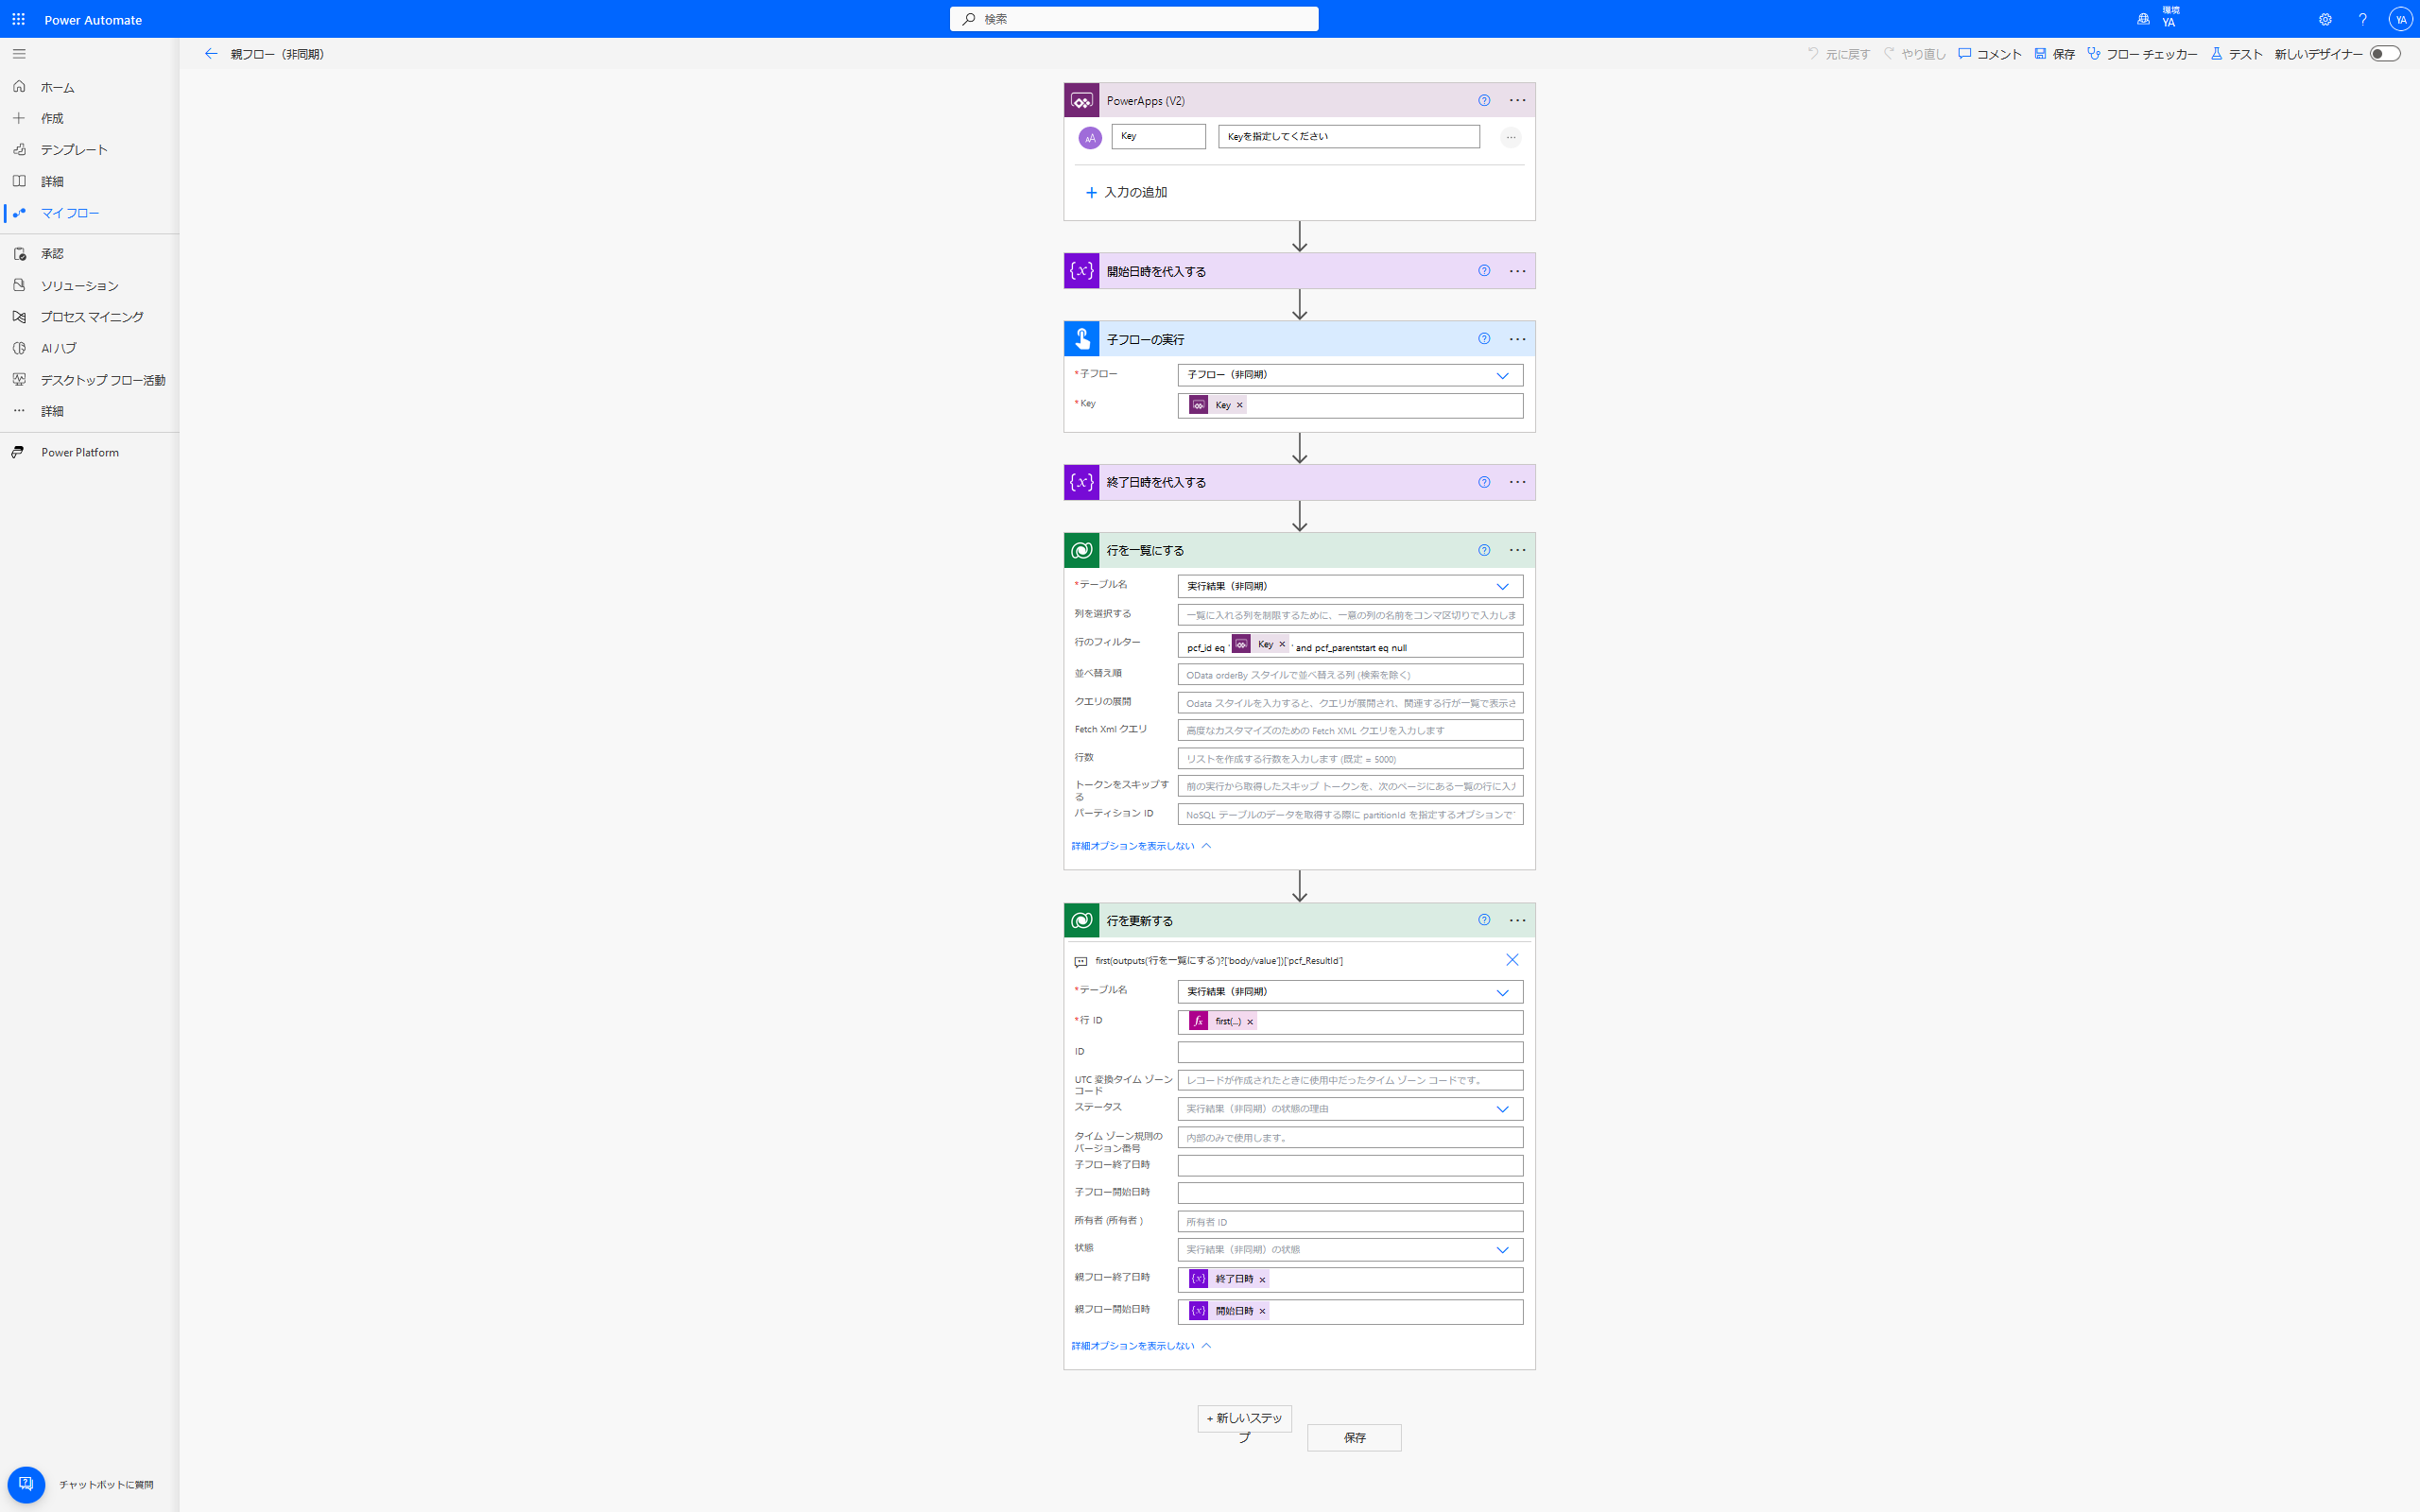 Power Automate
検索
環境
YA
YA
親フロー（非同期）
元に戻す
やり直し
コメント
保存
フロー チェッカー
テスト
新しいデザイナー
ホーム
作成
テンプレート
詳細
マイ フロー
承認
ソリューション
プロセス マイニング
AI ハブ
デスクトップ フロー活動
詳細
Power Platform
チャットボットに質問
PowerApps (V2)
Key
Keyを指定してください
入力の追加
開始日時を代入する
子フローの実行
*子フロー
子フロー（非同期）
*Key
Key ×
終了日時を代入する
行を一覧にする
*テーブル名
実行結果（非同期）
列を選択する
一覧に入れる列を制限するために、一意の列の名前をコンマ区切りで入力しま
行のフィルター
pcf_id eq ' Key × ' and pcf_parentstart eq null
並べ替え順
OData orderBy スタイルで並べ替える列 (検索を除く)
クエリの展開
Odata スタイルを入力すると、クエリが展開され、関連する行が一覧で表示さ
Fetch Xml クエリ
高度なカスタマイズのための Fetch XML クエリを入力します
行数
リストを作成する行数を入力します (既定 = 5000)
トークンをスキップす
る
前の実行から取得したスキップ トークンを、次のページにある一覧の行に入
パーティション ID
NoSQL テーブルのデータを取得する際に partitionId を指定するオプションで
詳細オプションを表示しない
行を更新する
first(outputs('行を一覧にする')?['body/value'])['pcf_ResultId']
*テーブル名
実行結果（非同期）
*行 ID
first(...) ×
ID
UTC 変換タイム ゾーン
コード
レコードが作成されたときに使用中だったタイム ゾーン コードです。
ステータス
実行結果（非同期）の状態の理由
タイム ゾーン規則の
バージョン番号
内部のみで使用します。
子フロー終了日時
子フロー開始日時
所有者 (所有者 )
所有者 ID
状態
実行結果（非同期）の状態
親フロー終了日時
終了日時 ×
親フロー開始日時
開始日時 ×
詳細オプションを表示しない
+ 新しいステッ
プ
保存